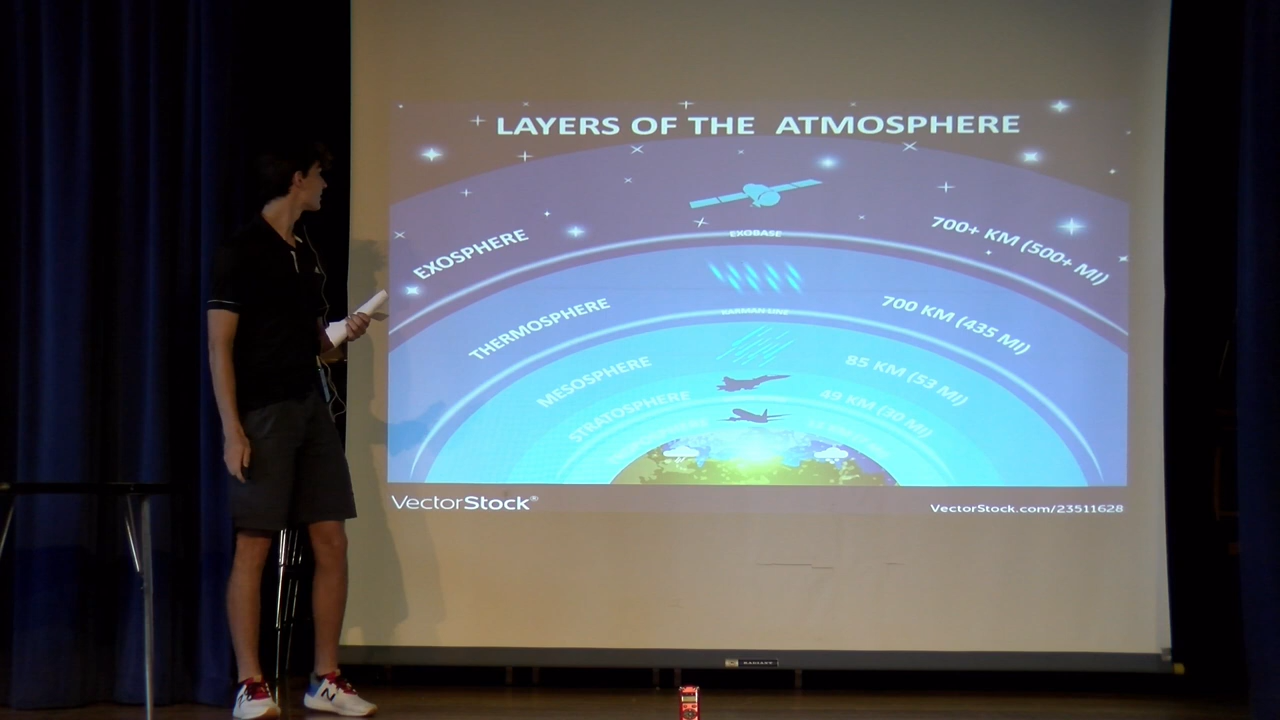 LAYERS OF THE ATMOSPHERE
EXOSPHERE
EXOBASE
700+ KM (500+ MI)
THERMOSPHERE
KARMAN LINE
700 KM (435 MI)
MESOSPHERE
85 KM (53 MI)
STRATOSPHERE
49 KM (30 MI)
VectorStock®
VectorStock.com/23511628
N